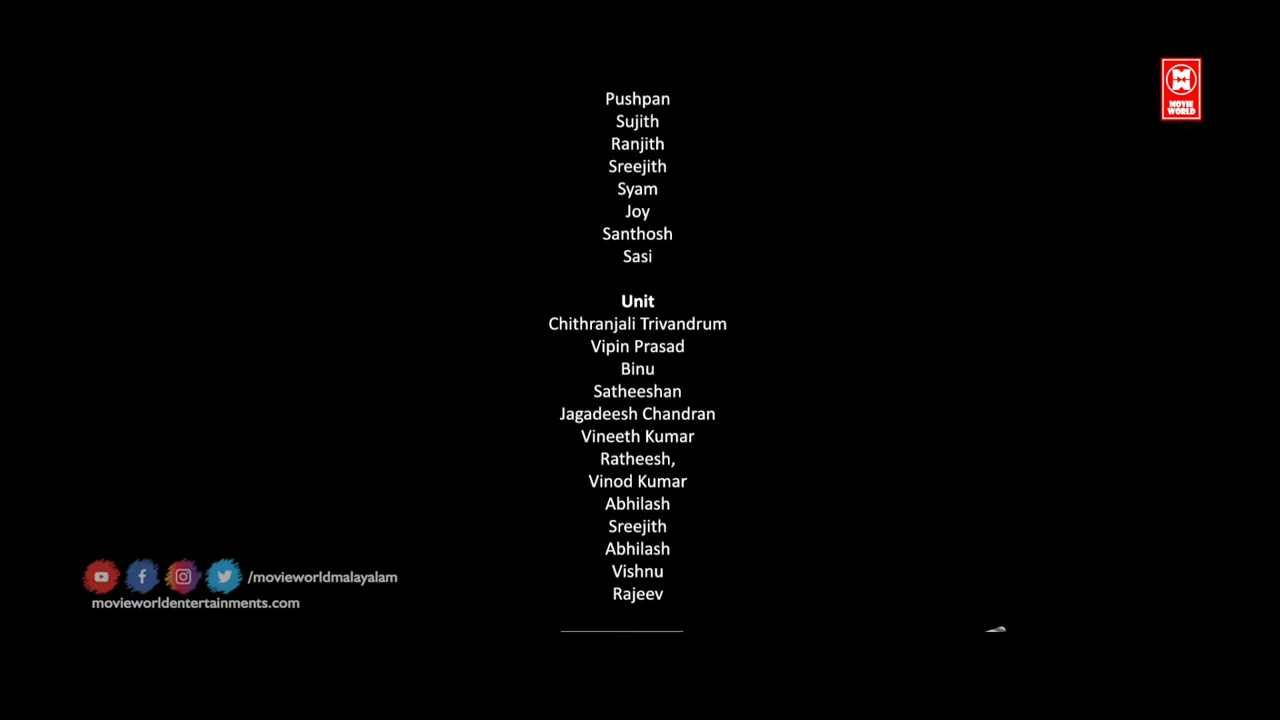 Pushpan
Sujith
Ranjith
Sreejith
Syam
Joy
Santhosh
Sasi
Unit
Chithranjali Trivandrum
Vipin Prasad
Binu
Satheeshan
Jagadeesh Chandran
Vineeth Kumar
Ratheesh,
Vinod Kumar
Abhilash
Sreejith
Abhilash
Vishnu
Rajeev
MOVIE
WORLD
/movieworldmalayalam
movieworldentertainments.com